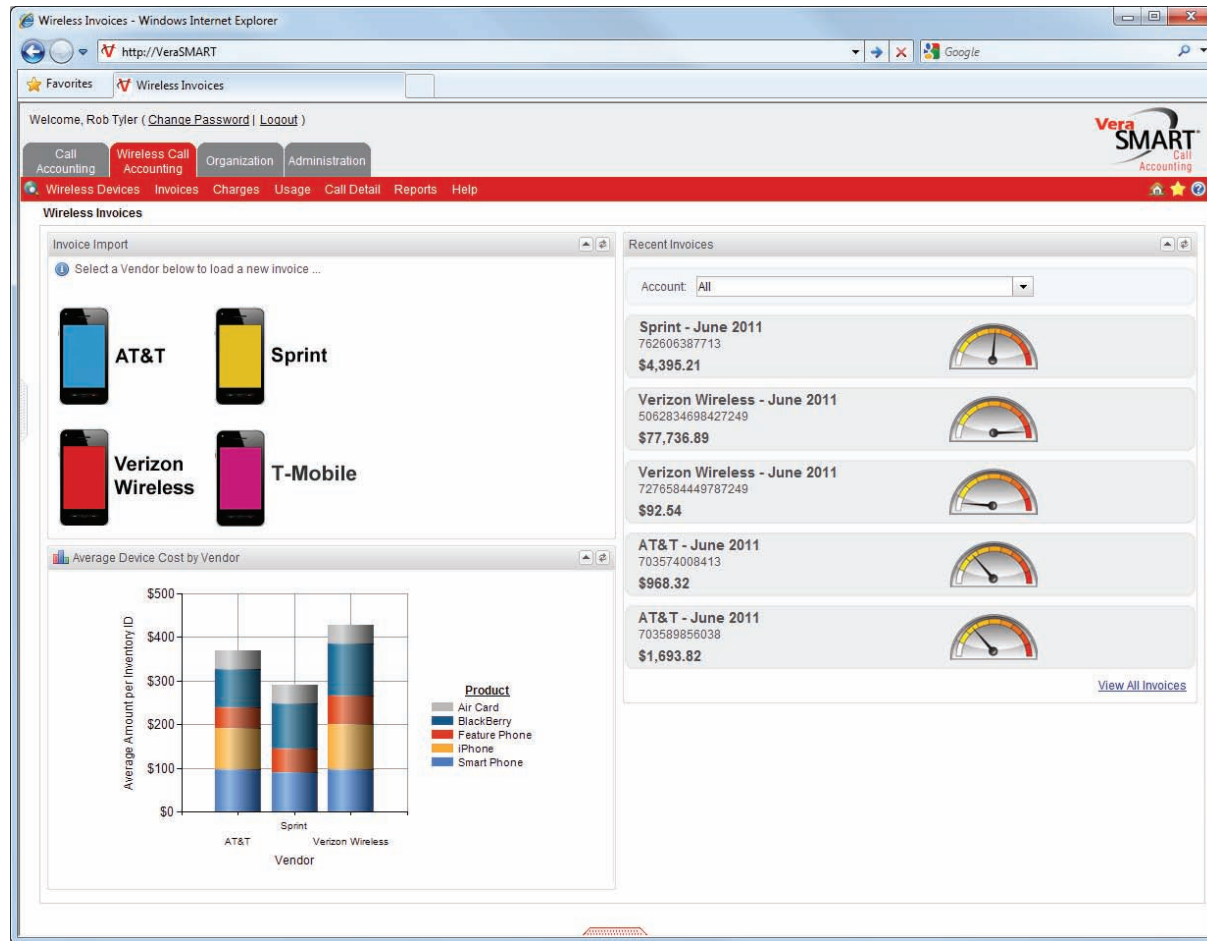 Wireless Invoices - Windows Internet Explorer
http://VeraSMART
Google
Favorites
Wireless Invoices
Welcome, Rob Tyler ( Change Password | Logout )
Vera
SMART
Call
Accounting
Call
Accounting
Wireless Call
Accounting
Organization
Administration
Wireless Devices Invoices Charges Usage Call Detail Reports Help
Wireless Invoices
Invoice Import
Select a Vendor below to load a new invoice ...
AT&T
Sprint
Verizon
Wireless
T-Mobile
Average Device Cost by Vendor
Average Amount per Inventory ID
$500
$400
$300
$200
$100
$0
AT&T
Sprint
Verizon Wireless
Vendor
Product
Air Card
BlackBerry
Feature Phone
iPhone
Smart Phone
Recent Invoices
Account: All
Sprint - June 2011
762606387713
$4,395.21
Verizon Wireless - June 2011
5062834698427249
$77,736.89
Verizon Wireless - June 2011
7276584449787249
$92.54
AT&T - June 2011
703574008413
$968.32
AT&T - June 2011
703589856038
$1,693.82
View All Invoices